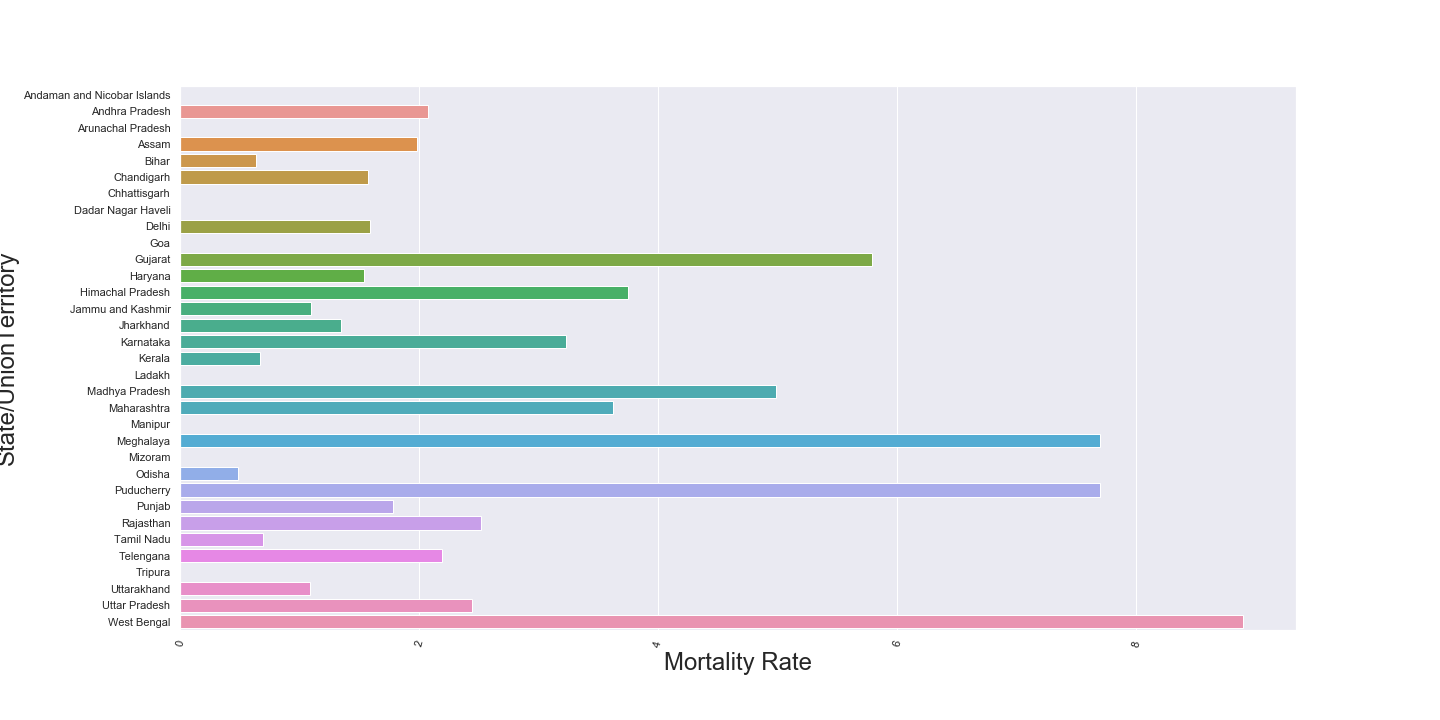 Andaman and Nicobar Islands
Andhra Pradesh
Arunachal Pradesh
Assam
Bihar
Chandigarh
Chhattisgarh
Dadar Nagar Haveli
Delhi
Goa
Gujarat
Haryana
Himachal Pradesh
Jammu and Kashmir
Jharkhand
Karnataka
Kerala
Ladakh
Madhya Pradesh
Maharashtra
Manipur
Meghalaya
Mizoram
Odisha
Puducherry
Punjab
Rajasthan
Tamil Nadu
Telengana
Tripura
Uttarakhand
Uttar Pradesh
West Bengal
State/UnionTerritory
0 2 4 6 8
Mortality Rate